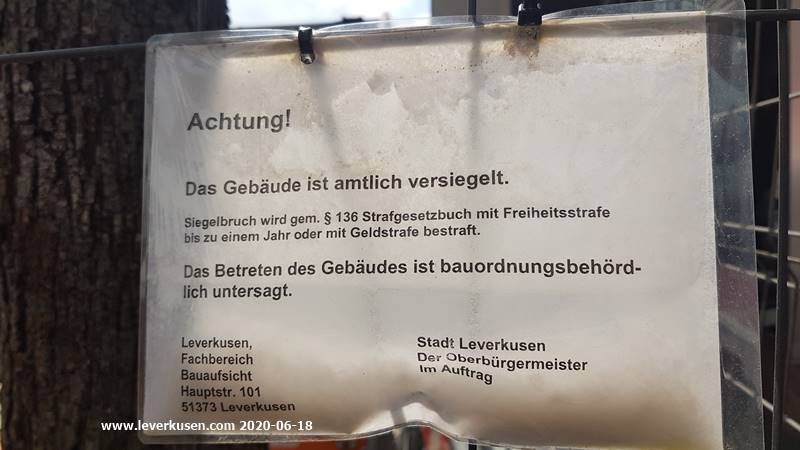 Achtung!
Das Gebäude ist amtlich versiegelt.
Siegelbruch wird gem. § 136 Strafgesetzbuch mit Freiheitsstrafe
bis zu einem Jahr oder mit Geldstrafe bestraft.
Das Betreten des Gebäudes ist bauordnungsbehörd-
lich untersagt.
Leverkusen,
Fachbereich
Bauaufsicht
Hauptstr. 101
51373 Leverkusen
Stadt Leverkusen
Der Oberbürgermeister
Im Auftrag
www.leverkusen.com 2020-06-18